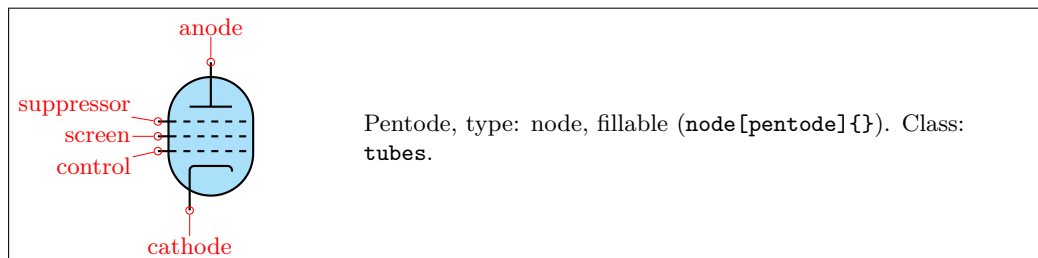 anode
suppressor
screen
control
cathode
Pentode, type: node, fillable (node[pentode]{}). Class:
tubes.